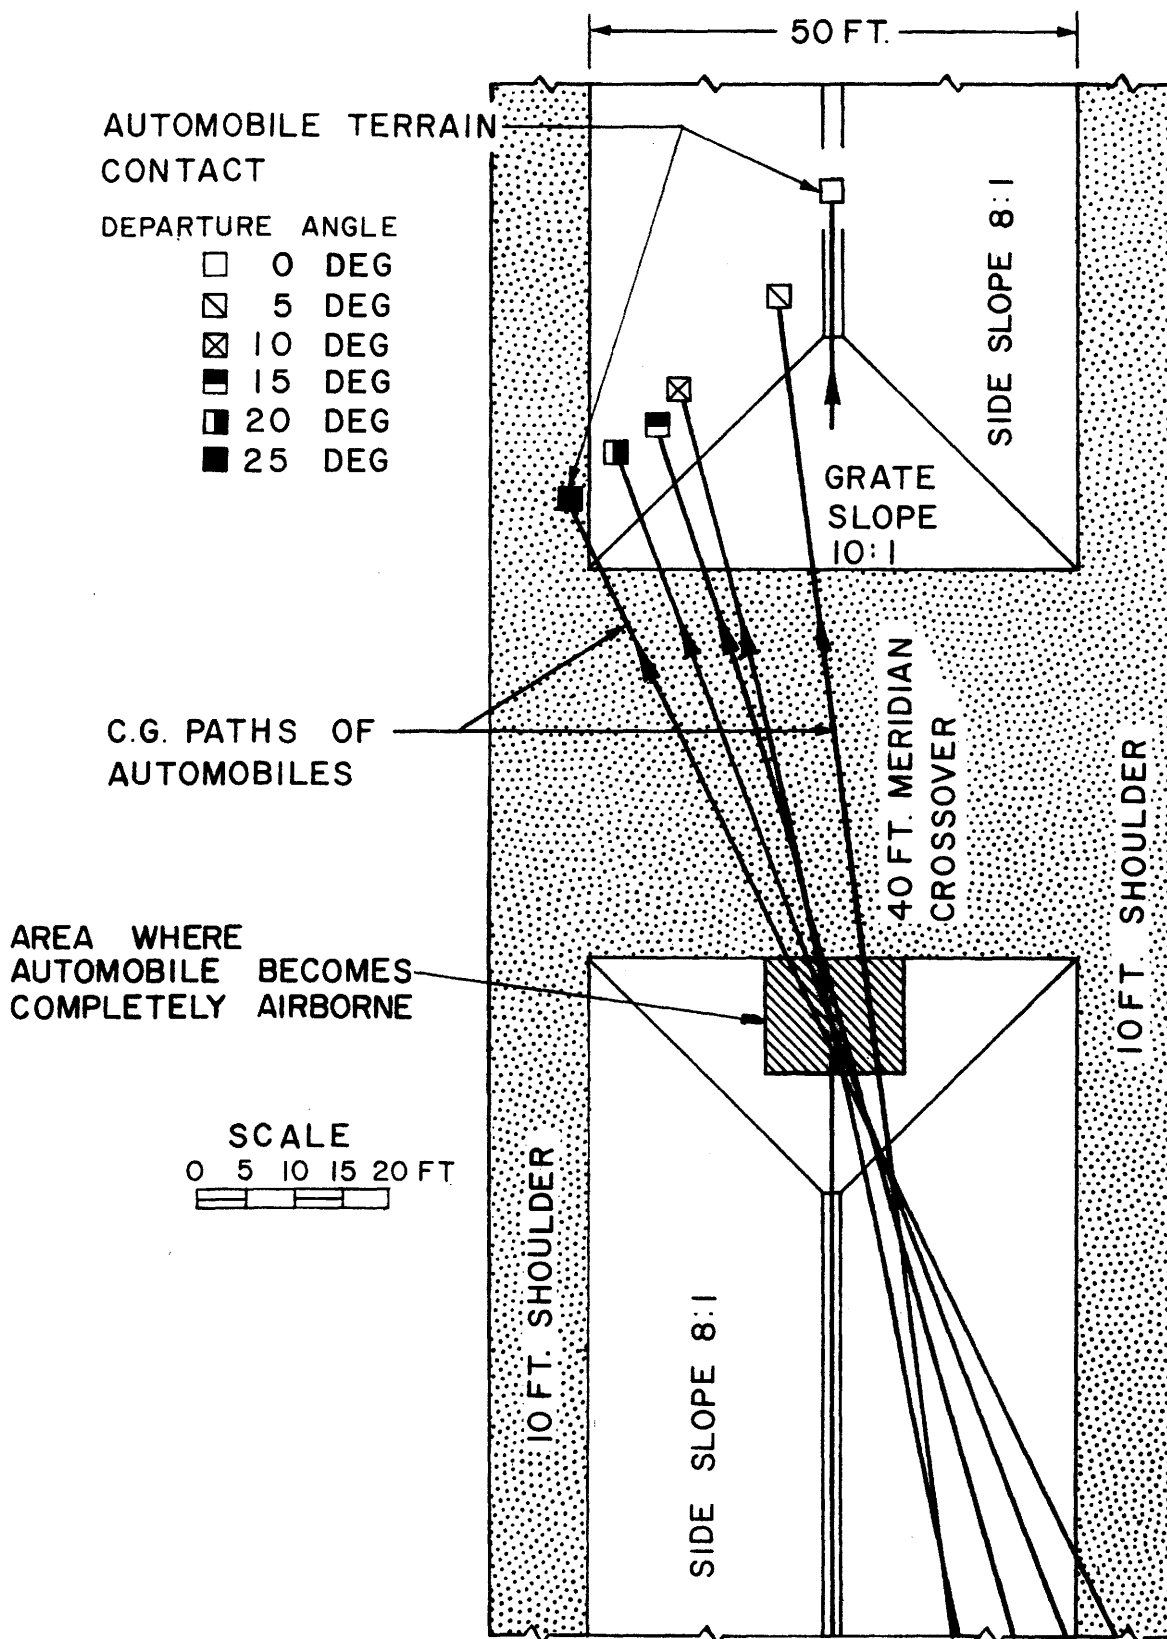 50 FT.
AUTOMOBILE TERRAIN
CONTACT
DEPARTURE ANGLE
0 DEG
5 DEG
10 DEG
15 DEG
20 DEG
25 DEG
SIDE SLOPE 8:1
GRATE
SLOPE
10:1
C.G. PATHS OF
AUTOMOBILES
40 FT. MERIDIAN
CROSSOVER
10 FT. SHOULDER
AREA WHERE
AUTOMOBILE BECOMES
COMPLETELY AIRBORNE
SCALE
0 5 10 15 20 FT
10 FT. SHOULDER
SIDE SLOPE 8:1